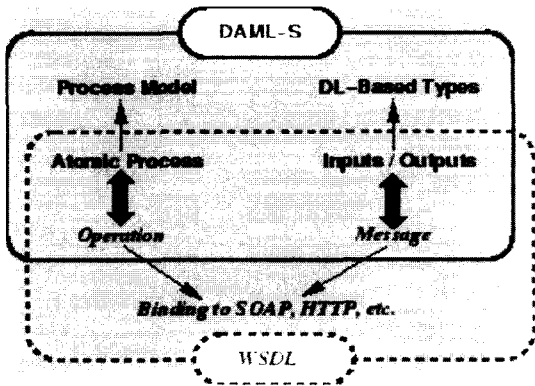 DAML-S
Process Model DL-Based Types
Atomic Process Inputs / Outputs
Operation Message
Binding to SOAP, HTTP, etc.
WSDL